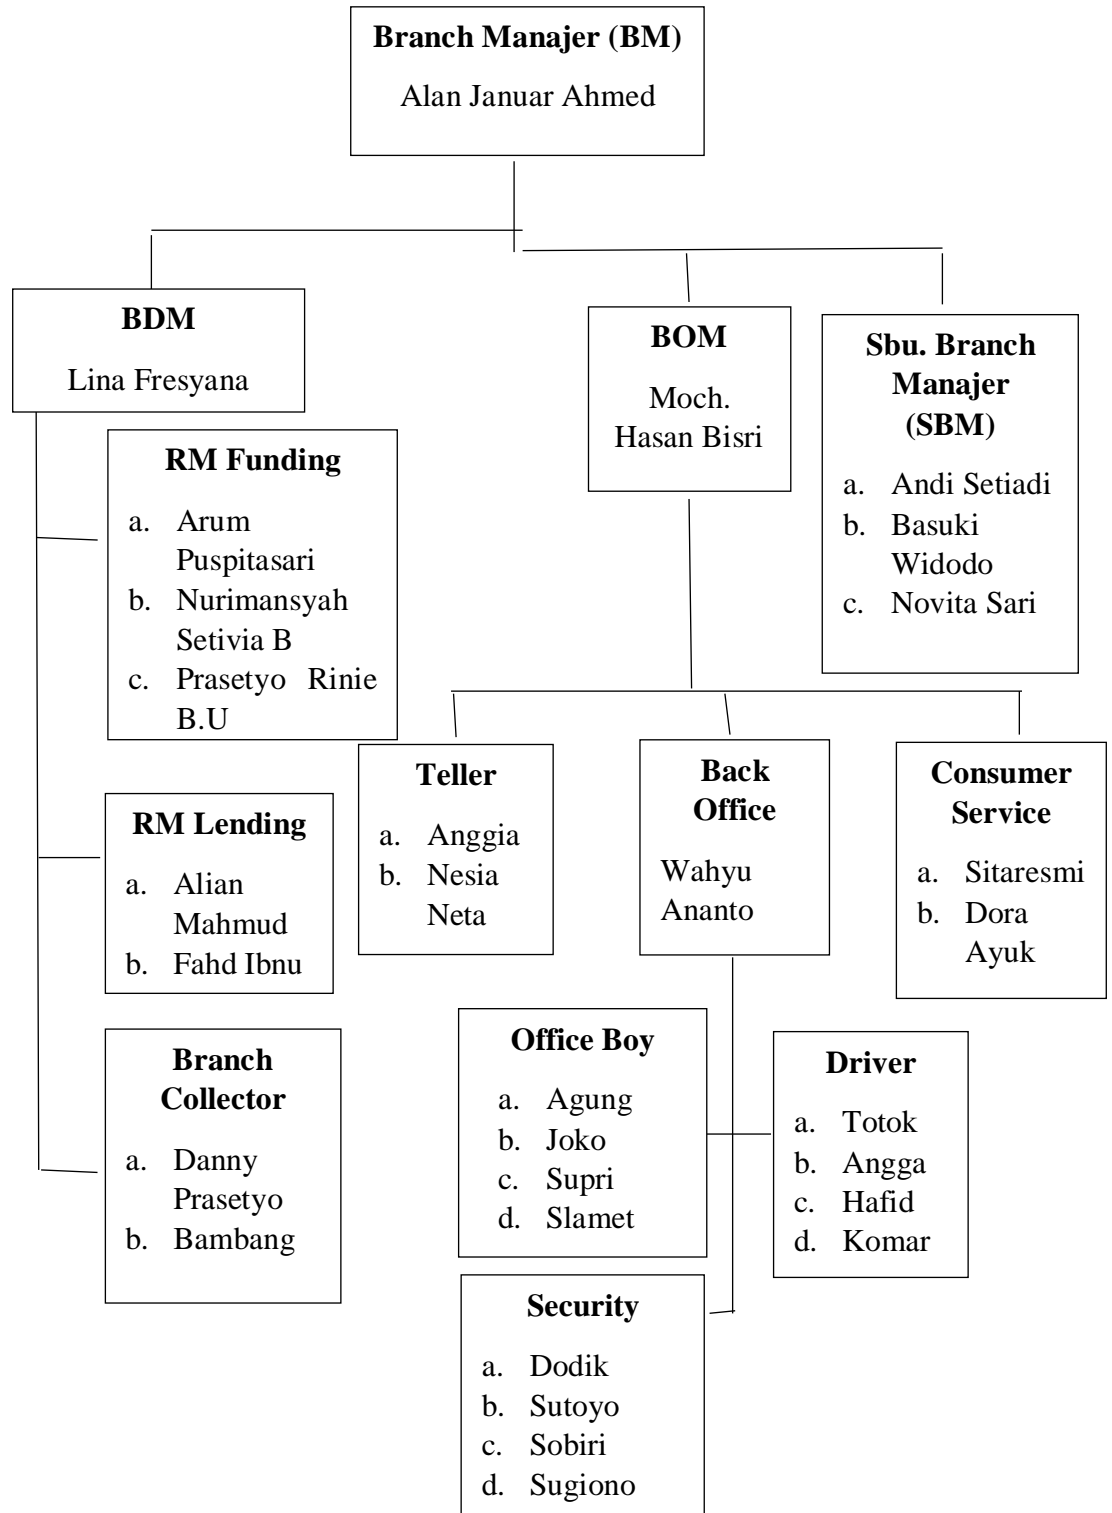 Branch Manajer (BM)
Alan Januar Ahmed
BDM
Lina Fresyana
BOM
Moch.
Hasan Bisri
Sbu. Branch
Manajer
(SBM)
a. Andi Setiadi
b. Basuki
Widodo
c. Novita Sari
RM Funding
a. Arum
Puspitasari
b. Nurimansyah
Setivia B
c. Prasetyo Rinie
B.U
Teller
a. Anggia
b. Nesia
Neta
Back
Office
Wahyu
Ananto
Consumer
Service
a. Sitaresmi
b. Dora
Ayuk
RM Lending
a. Alian
Mahmud
b. Fahd Ibnu
Branch
Collector
a. Danny
Prasetyo
b. Bambang
Office Boy
a. Agung
b. Joko
c. Supri
d. Slamet
Driver
a. Totok
b. Angga
c. Hafid
d. Komar
Security
a. Dodik
b. Sutoyo
c. Sobiri
d. Sugiono